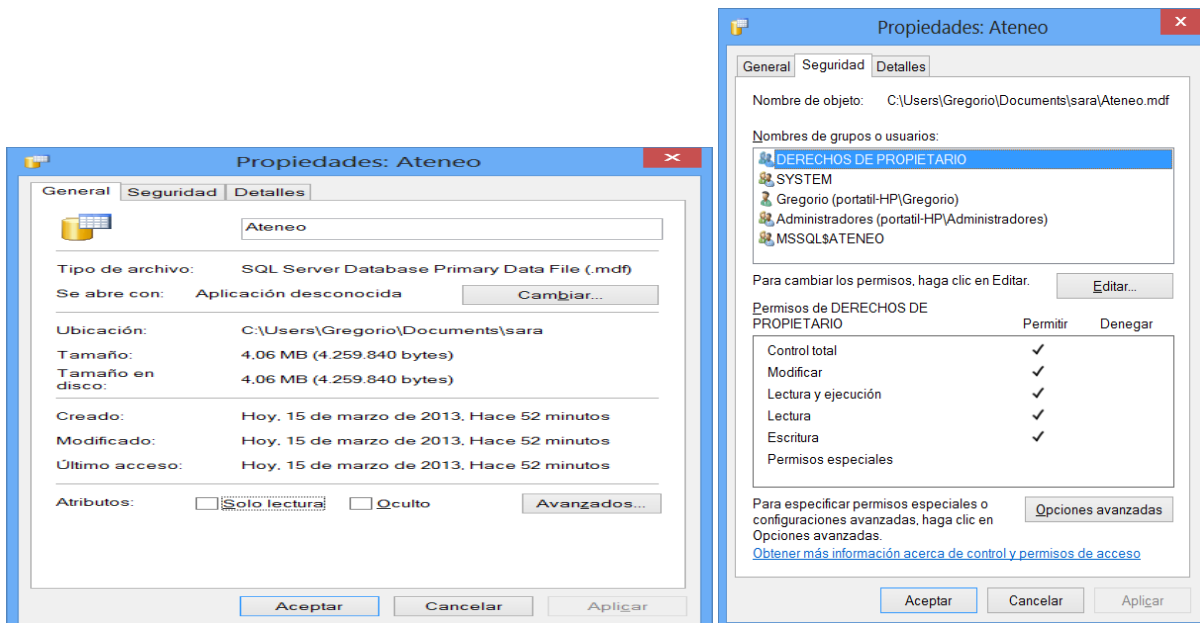 Propiedades: Ateneo
General Seguridad Detalles
Ateneo
Tipo de archivo: SQL Server Database Primary Data File (.mdf)
Se abre con: Aplicación desconocida Cambiar...
Ubicación: C:\Users\Gregorio\Documents\sara
Tamaño: 4,06 MB (4.259.840 bytes)
Tamaño en
disco: 4,06 MB (4.259.840 bytes)
Creado: Hoy, 15 de marzo de 2013, Hace 52 minutos
Modificado: Hoy, 15 de marzo de 2013, Hace 52 minutos
Último acceso: Hoy, 15 de marzo de 2013, Hace 52 minutos
Atributos: Solo lectura Oculto Avanzados...
Aceptar Cancelar Aplicar
Propiedades: Ateneo
General Seguridad Detalles
Nombre de objeto: C:\Users\Gregorio\Documents\sara\Ateneo.mdf
Nombres de grupos o usuarios:
DERECHOS DE PROPIETARIO
SYSTEM
Gregorio (portatil-HP\Gregorio)
Administradores (portatil-HP\Administradores)
MSSQL$ATENEO
Para cambiar los permisos, haga clic en Editar. Editar...
Permisos de DERECHOS DE
PROPIETARIO Permitir Denegar
Control total
Modificar
Lectura y ejecución
Lectura
Escritura
Permisos especiales
Para especificar permisos especiales o
configuraciones avanzadas, haga clic en
Opciones avanzadas.
Opciones avanzadas
Obtener más información acerca de control y permisos de acceso
Aceptar Cancelar Aplicar